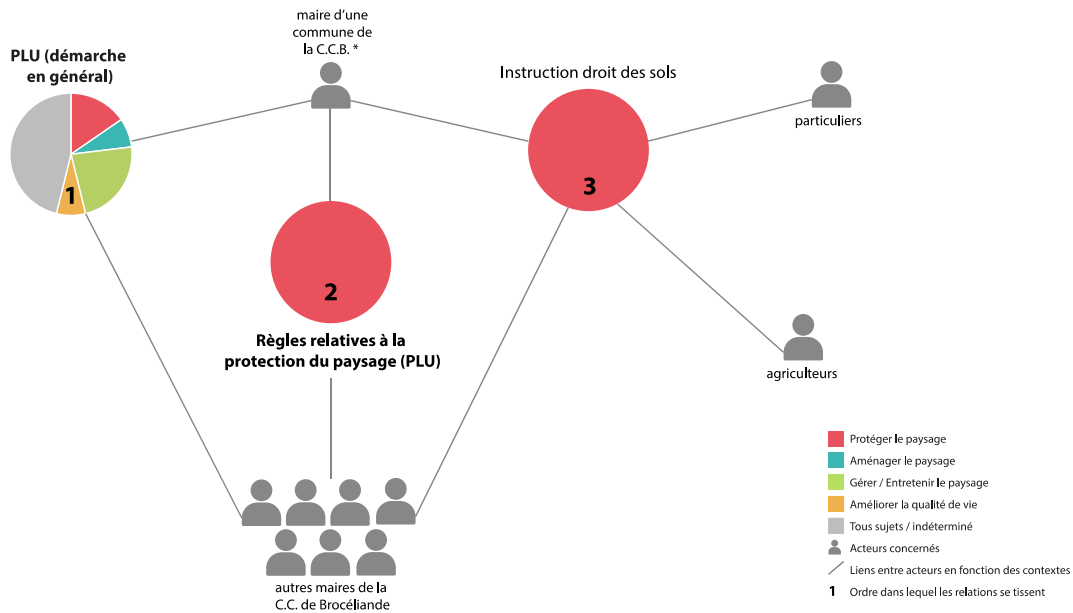 maire d'une
commune de
la C.C.B. *
PLU (démarche
en général)
1
Instruction droit des sols
3
particuliers
2
Règles relatives à la
protection du paysage (PLU)
agriculteurs
autres maires de la
C.C. de Brocéliande
Protéger le paysage
Aménager le paysage
Gérer / Entretenir le paysage
Améliorer la qualité de vie
Tous sujets / indéterminé
Acteurs concernés
Liens entre acteurs en fonction des contextes
1 Ordre dans lequel les relations se tissent